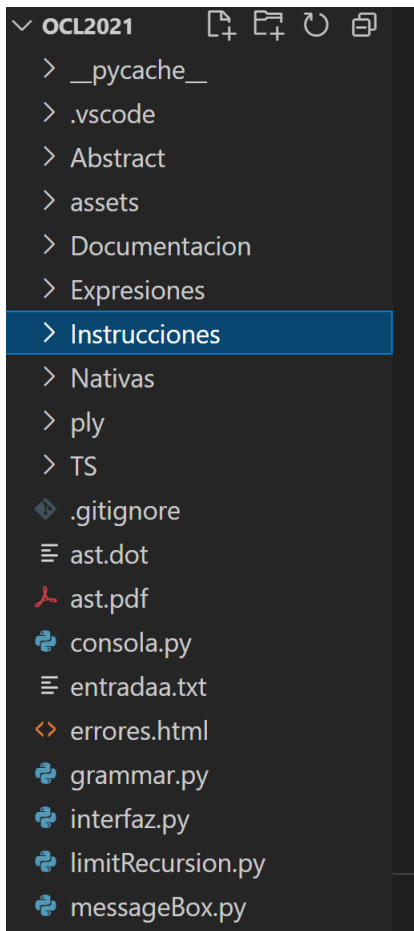 OCL2021
__pycache__
.vscode
Abstract
assets
Documentacion
Expresiones
Instrucciones
Nativas
ply
TS
.gitignore
ast.dot
ast.pdf
consola.py
entradaa.txt
errores.html
grammar.py
interfaz.py
limitRecursion.py
messageBox.py